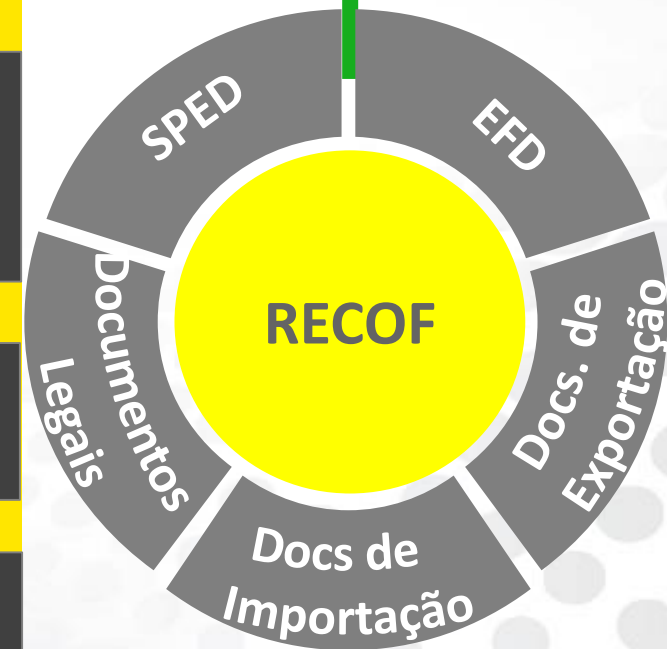 SPED
EFD
RECOF
Documentos
Legais
Docs. de
Exportação
Docs de
Importação